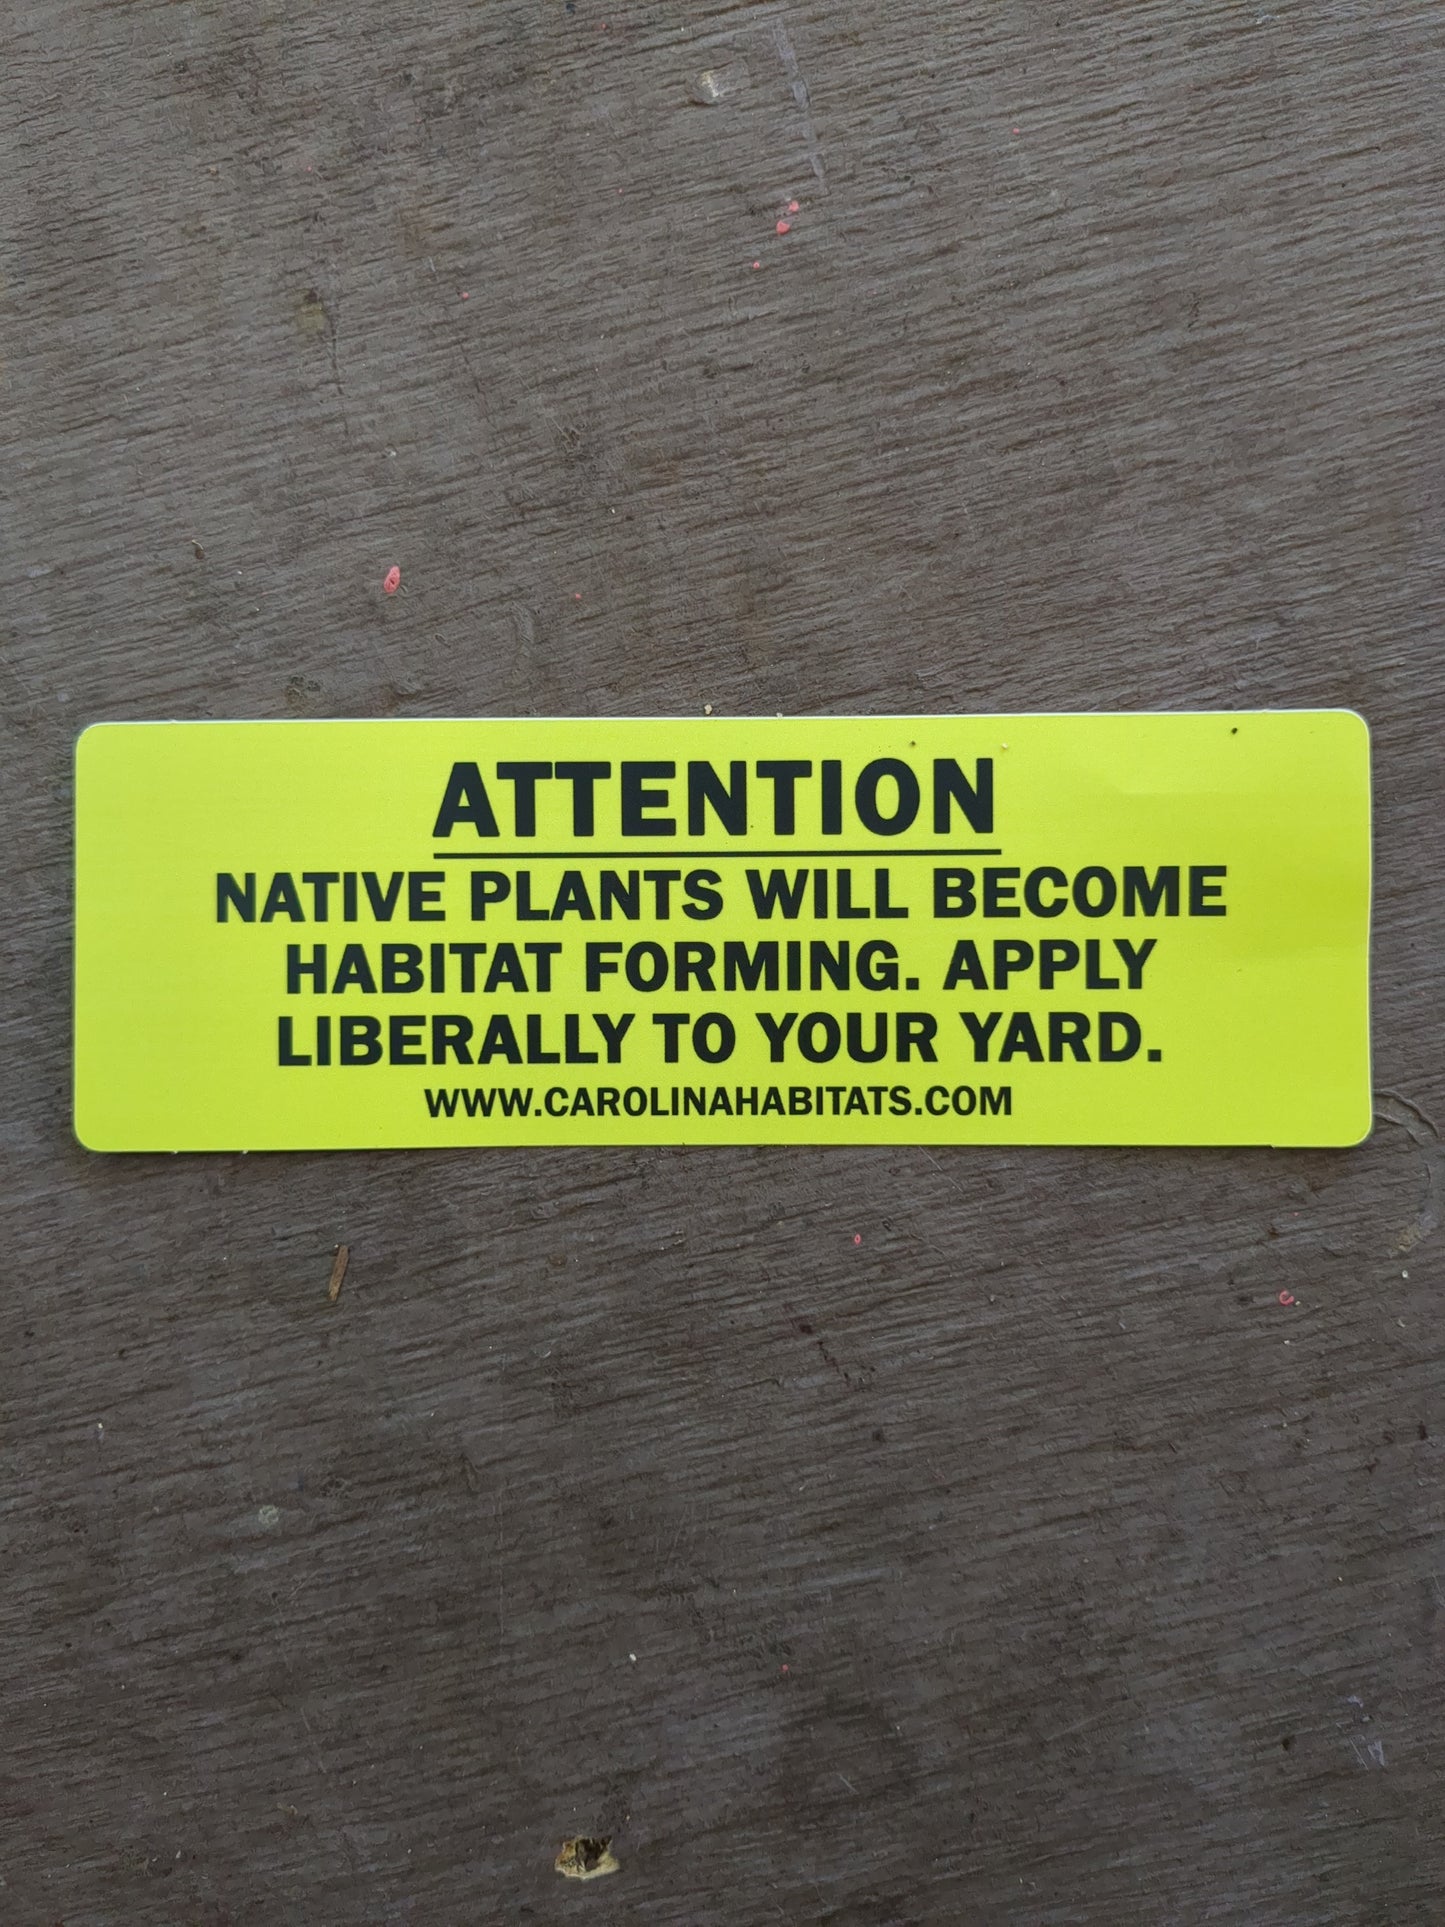 ATTENTION
NATIVE PLANTS WILL BECOME
HABITAT FORMING. APPLY
LIBERALLY TO YOUR YARD.
WWW.CAROLINAHABITATS.COM